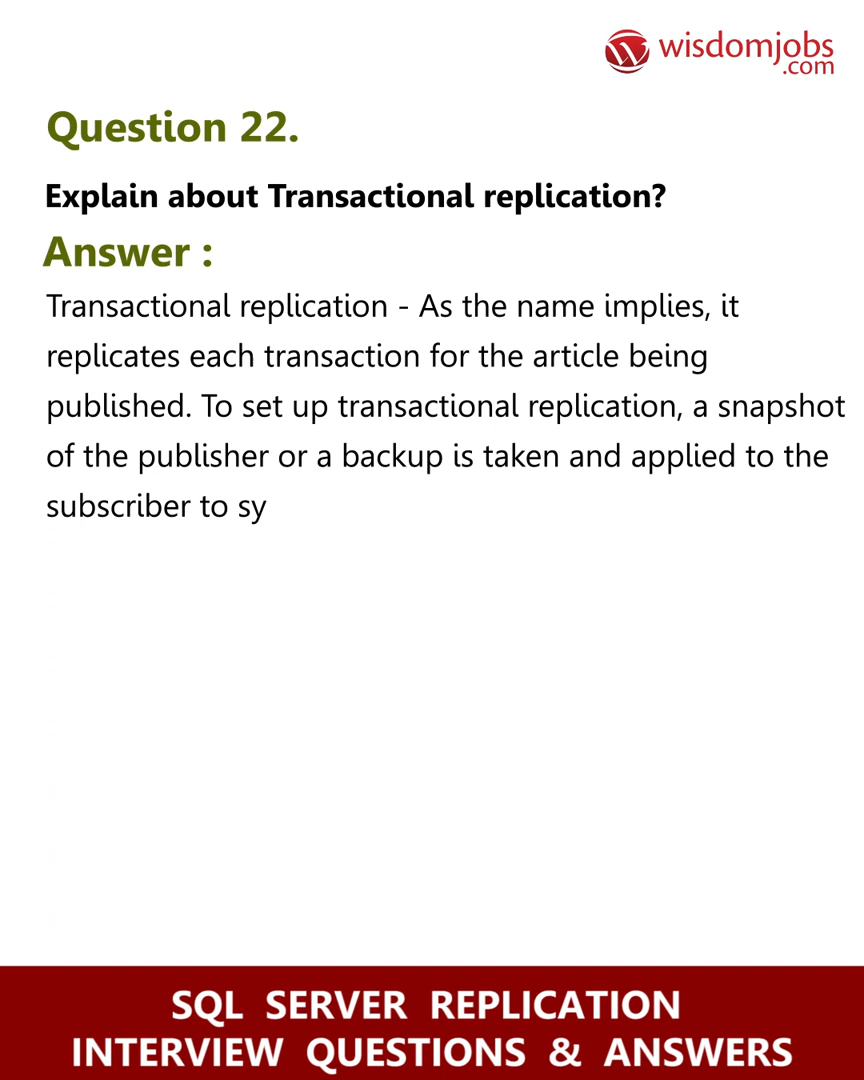 wisdomjobs
.com
Question 22.
Explain about Transactional replication?
Answer :
Transactional replication - As the name implies, it
replicates each transaction for the article being
published. To set up transactional replication, a snapshot
of the publisher or a backup is taken and applied to the
subscriber to sy
SQL SERVER REPLICATION
INTERVIEW QUESTIONS & ANSWERS